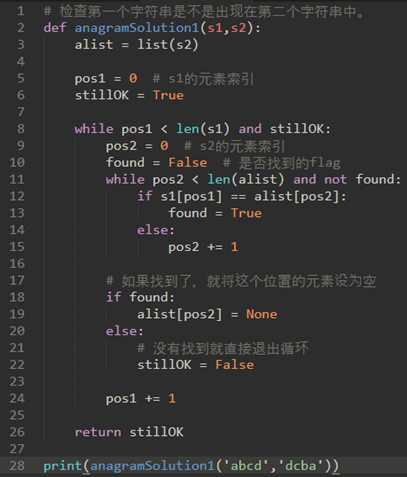 1 # 检查第一个字符串是不是出现在第二个字符串中。
2 def anagramSolution1(s1,s2):
3     alist = list(s2)
4
5     pos1 = 0  # s1的元素索引
6     stillOK = True
7
8     while pos1 < len(s1) and stillOK:
9         pos2 = 0  # s2的元素索引
10         found = False  # 是否找到的flag
11         while pos2 < len(alist) and not found:
12             if s1[pos1] == alist[pos2]:
13                 found = True
14             else:
15                 pos2 += 1
16
17         # 如果找到了，就将这个位置的元素设为空
18         if found:
19             alist[pos2] = None
20         else:
21             # 没有找到就直接退出循环
22             stillOK = False
23
24         pos1 += 1
25
26     return stillOK
27
28 print(anagramSolution1('abcd','dcba'))